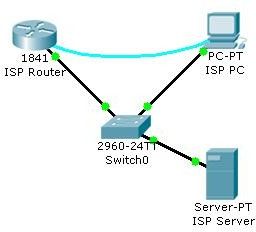 1841
ISP Router
PC-PT
ISP PC
2960-24TT
Switch0
Server-PT
ISP Server